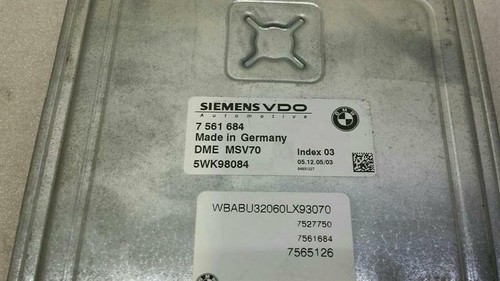 SIEMENS VDO
Automotive
BMW
7 561 684
Made in Germany
DME MSV70
Index 03
5WK98084
05.12.05/03
WBABU32060LX93070
7527750
7561684
7565126